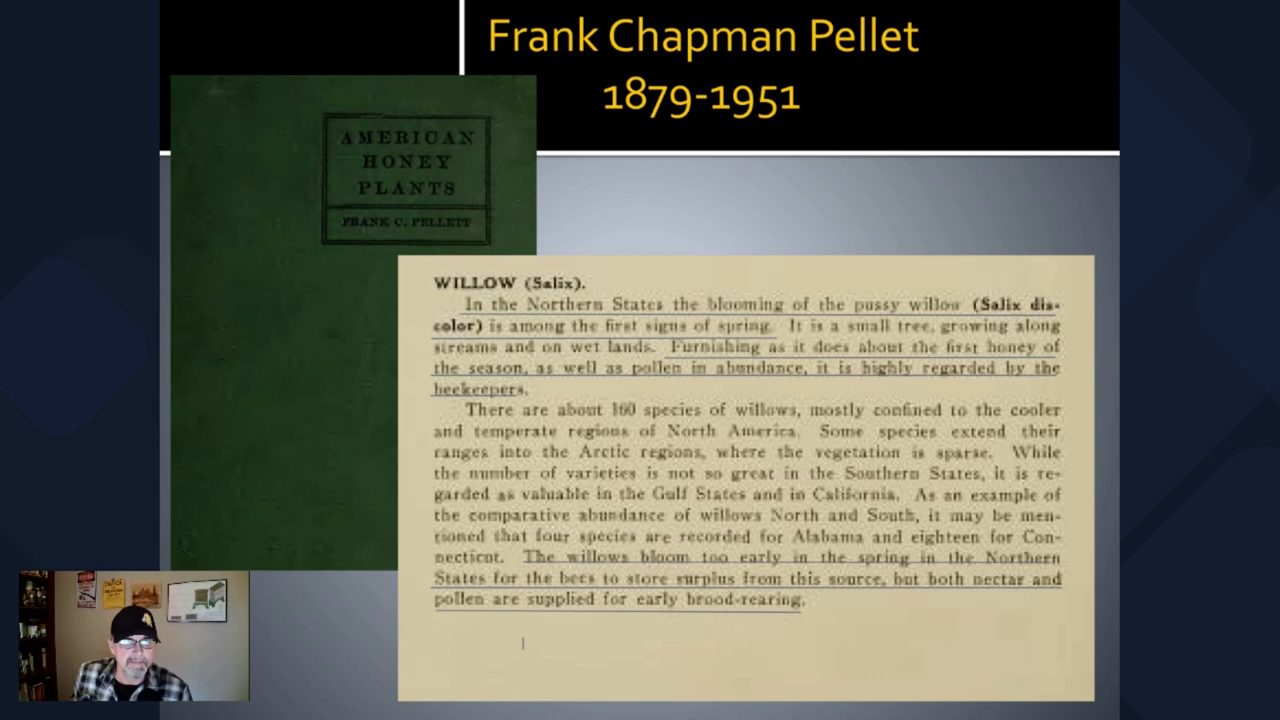 Frank Chapman Pellet
1879-1951
AMERICAN
HONEY
PLANTS
FRANK C. PELLETT
WILLOW (Salix).
In the Northern States the blooming of the pussy willow (Salix dis-
color) is among the first signs of spring. It is a small tree, growing along
streams and on wet lands. Furnishing as it does about the first honey of
the season, as well as pollen in abundance, it is highly regarded by the
beekeepers.
There are about 160 species of willows, mostly confined to the cooler
and temperate regions of North America. Some species extend their
ranges into the Arctic regions, where the vegetation is sparse. While
the number of varieties is not so great in the Southern States, it is re-
garded as valuable in the Gulf States and in California. As an example of
the comparative abundance of willows North and South, it may be men-
tioned that four species are recorded for Alabama and eighteen for Con-
necticut. The willows bloom too early in the spring in the Northern
States for the bees to store surplus from this source, but both nectar and
pollen are supplied for early brood-rearing.